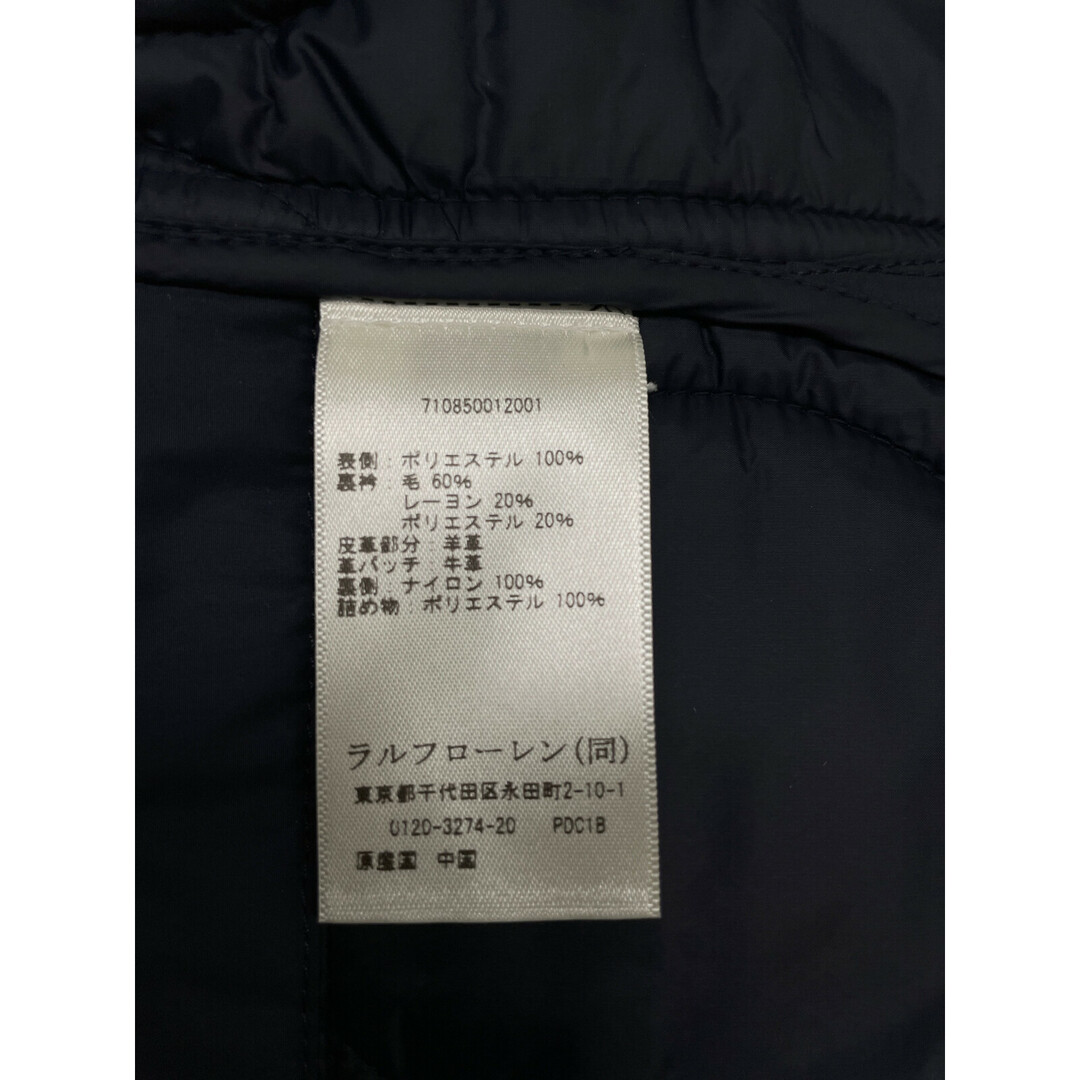 710850012001
表側：ポリエステル 100%
裏衿：毛 60%
レーヨン 20%
ポリエステル 20%
皮革部分：羊革
革パッチ：牛革
裏側：ナイロン 100%
詰め物：ポリエステル 100%
ラルフローレン(同)
東京都千代田区永田町2-10-1
0120-3274-20 PDC1B
原産国 中国